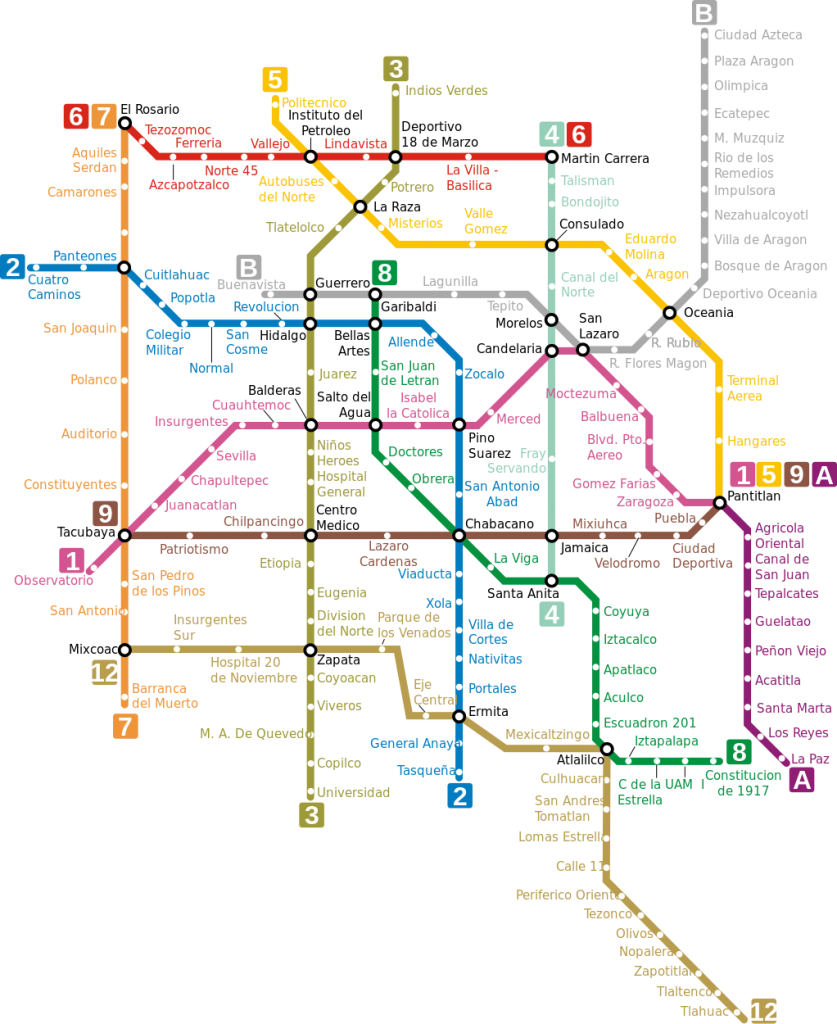 B
Ciudad Azteca
Plaza Aragon
Olimpica
Ecatepec
M. Muzquiz
Rio de los
Remedios
Impulsora
Nezahualcoyotl
Villa de Aragon
Bosque de Aragon
Deportivo Oceania
Oceania
R. Rubio
R. Flores Magon
San
Lazaro
Morelos
Tepito
Lagunilla
Garibaldi
Guerrero
Buenavista
B
3
Indios Verdes
Deportivo
18 de Marzo
Potrero
La Raza
Tlatelolco
Hidalgo
Juarez
Balderas
Niños
Heroes
Hospital
General
Centro
Medico
Etiopia
Eugenia
Division
del Norte
Zapata
Coyoacan
Viveros
M. A. De Quevedo
Copilco
Universidad
3
5
Politecnico
Instituto del
Petroleo
Autobuses
del Norte
Misterios
Valle
Gomez
Consulado
Eduardo
Molina
Aragon
Terminal
Aerea
Hangares
1
5
9
A
Pantitlan
6
7
El Rosario
Tezozomoc
Azcapotzalco
Ferreria
Norte 45
Vallejo
Lindavista
La Villa -
Basilica
4
6
Martin Carrera
Talisman
Bondojito
Canal del
Norte
Candelaria
Fray
Servando
Jamaica
Santa Anita
4
Aquiles
Serdan
Camarones
Panteones
San Joaquin
Polanco
Auditorio
Constituyentes
9
Tacubaya
San Pedro
de los Pinos
San Antonio
Mixcoac
12
Barranca
del Muerto
7
2
Cuatro
Caminos
Cuitlahuac
Popotla
Colegio
Militar
Normal
San
Cosme
Revolucion
Bellas
Artes
Allende
Zocalo
Pino
Suarez
San Antonio
Abad
Chabacano
Viaducta
Xola
Villa de
Cortes
Nativitas
Portales
Ermita
General Anaya
Tasqueña
2
8
San Juan
de Letran
Salto del
Agua
Doctores
Obrera
La Viga
Coyuya
Iztacalco
Apatlaco
Aculco
Escuadron 201
Atlalilco
Iztapalapa
C de la
Estrella
UAM I
Constitucion
de 1917
8
1
Observatorio
Juanacatlan
Chapultepec
Sevilla
Insurgentes
Cuauhtemoc
Isabel
la Catolica
Merced
Moctezuma
Balbuena
Blvd. Pto.
Aereo
Gomez Farias
Zaragoza
Patriotismo
Chilpancingo
Lazaro
Cardenas
Mixiuhca
Velodromo
Ciudad
Deportiva
Puebla
Agricola
Oriental
Canal de
San Juan
Tepalcates
Guelatao
Peñon Viejo
Acatitla
Santa Marta
Los Reyes
La Paz
A
Insurgentes
Sur
Hospital 20
de Noviembre
Parque de
los Venados
Eje
Central
Mexicaltzingo
Culhuacan
San Andres
Tomatlan
Lomas Estrella
Calle 11
Periferico Oriente
Tezonco
Olivos
Nopalera
Zapotitlan
Tlaltenco
Tlahuac
12